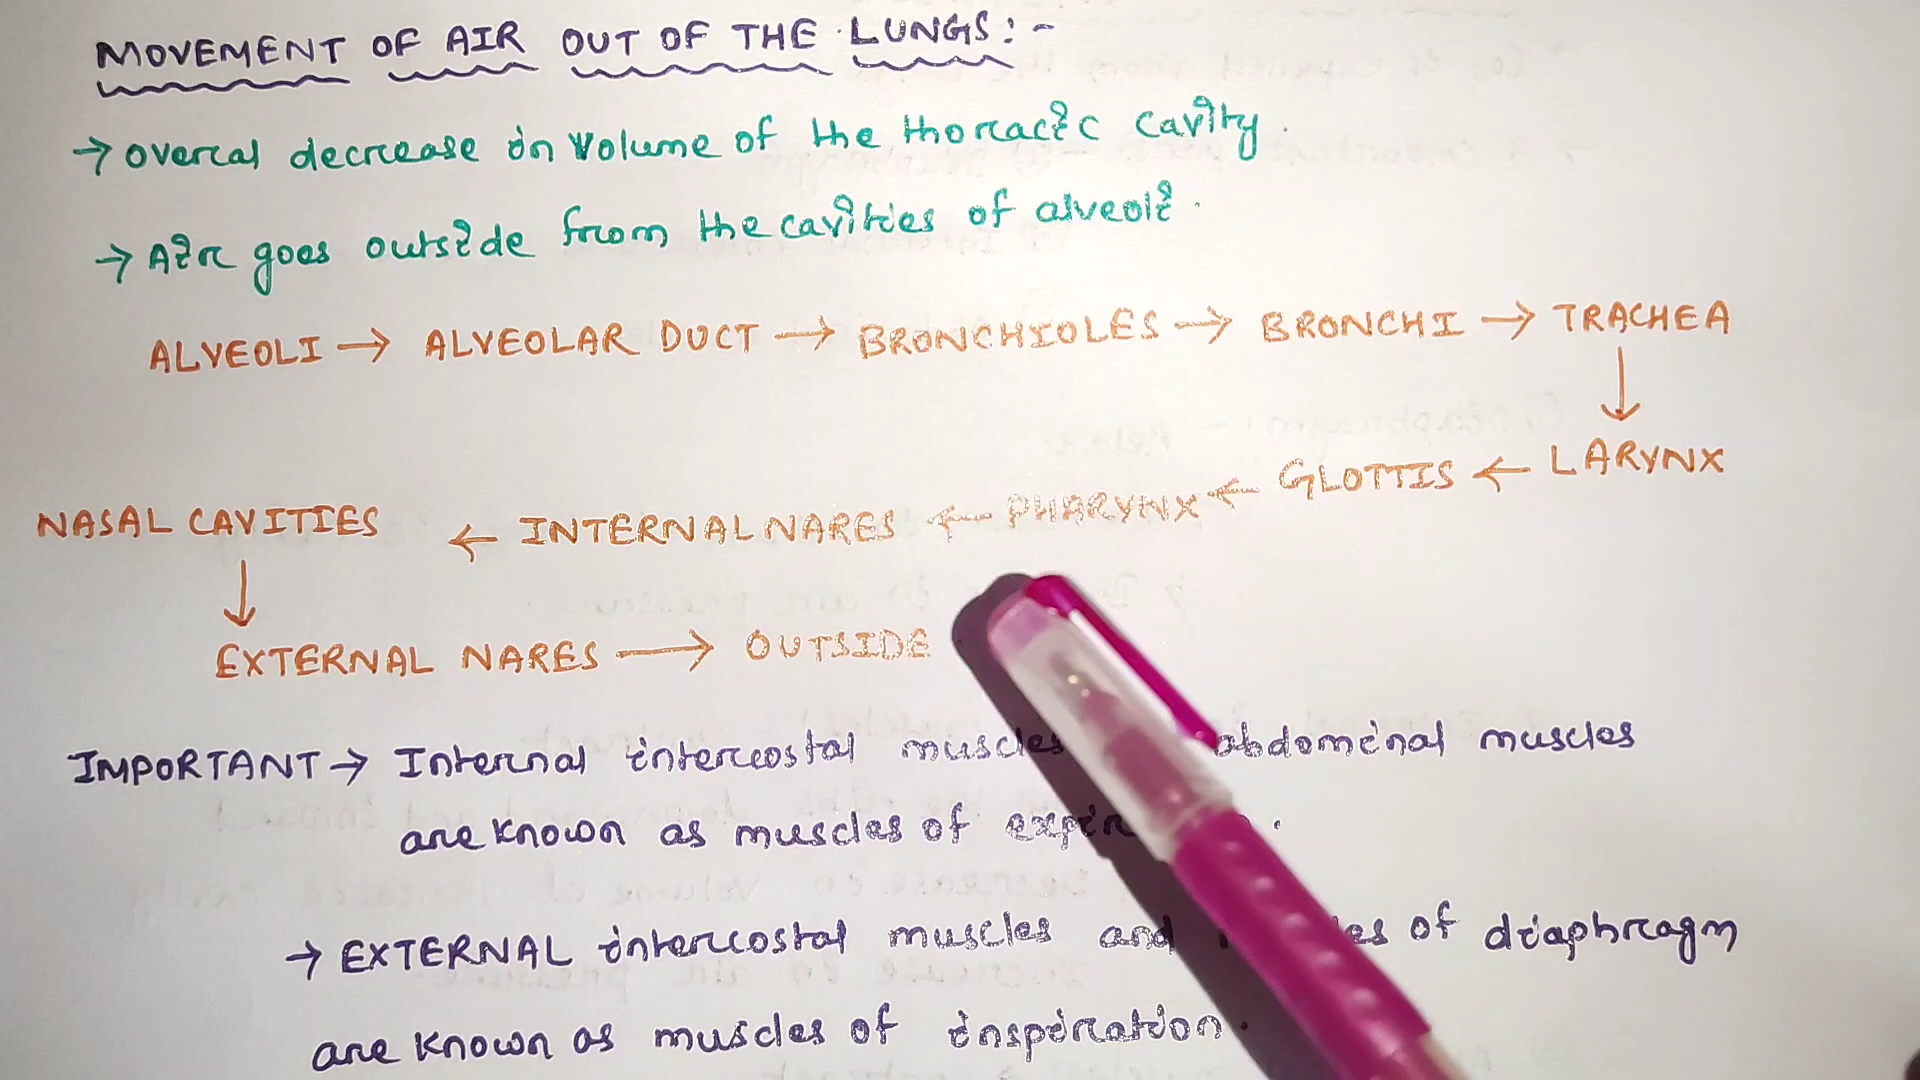 MOVEMENT OF AIR OUT OF THE LUNGS:-
→ overcal decrease in volume of the thoracic cavity.
→ Air goes outside from the cavities of alveoli.
ALVEOLI → ALVEOLAR DUCT → BRONCHIOLES → BRONCHI → TRACHEA
↓
NASAL CAVITIES ← INTERNAL NARES ← PHARYNX ← GLOTTIS ← LARYNX
↓
EXTERNAL NARES → OUTSIDE
IMPORTANT → Internal intercostal muscles abdominal muscles
are known as muscles of
→ EXTERNAL intercostal muscles and of diaphragm
are known as muscles of inspiration.